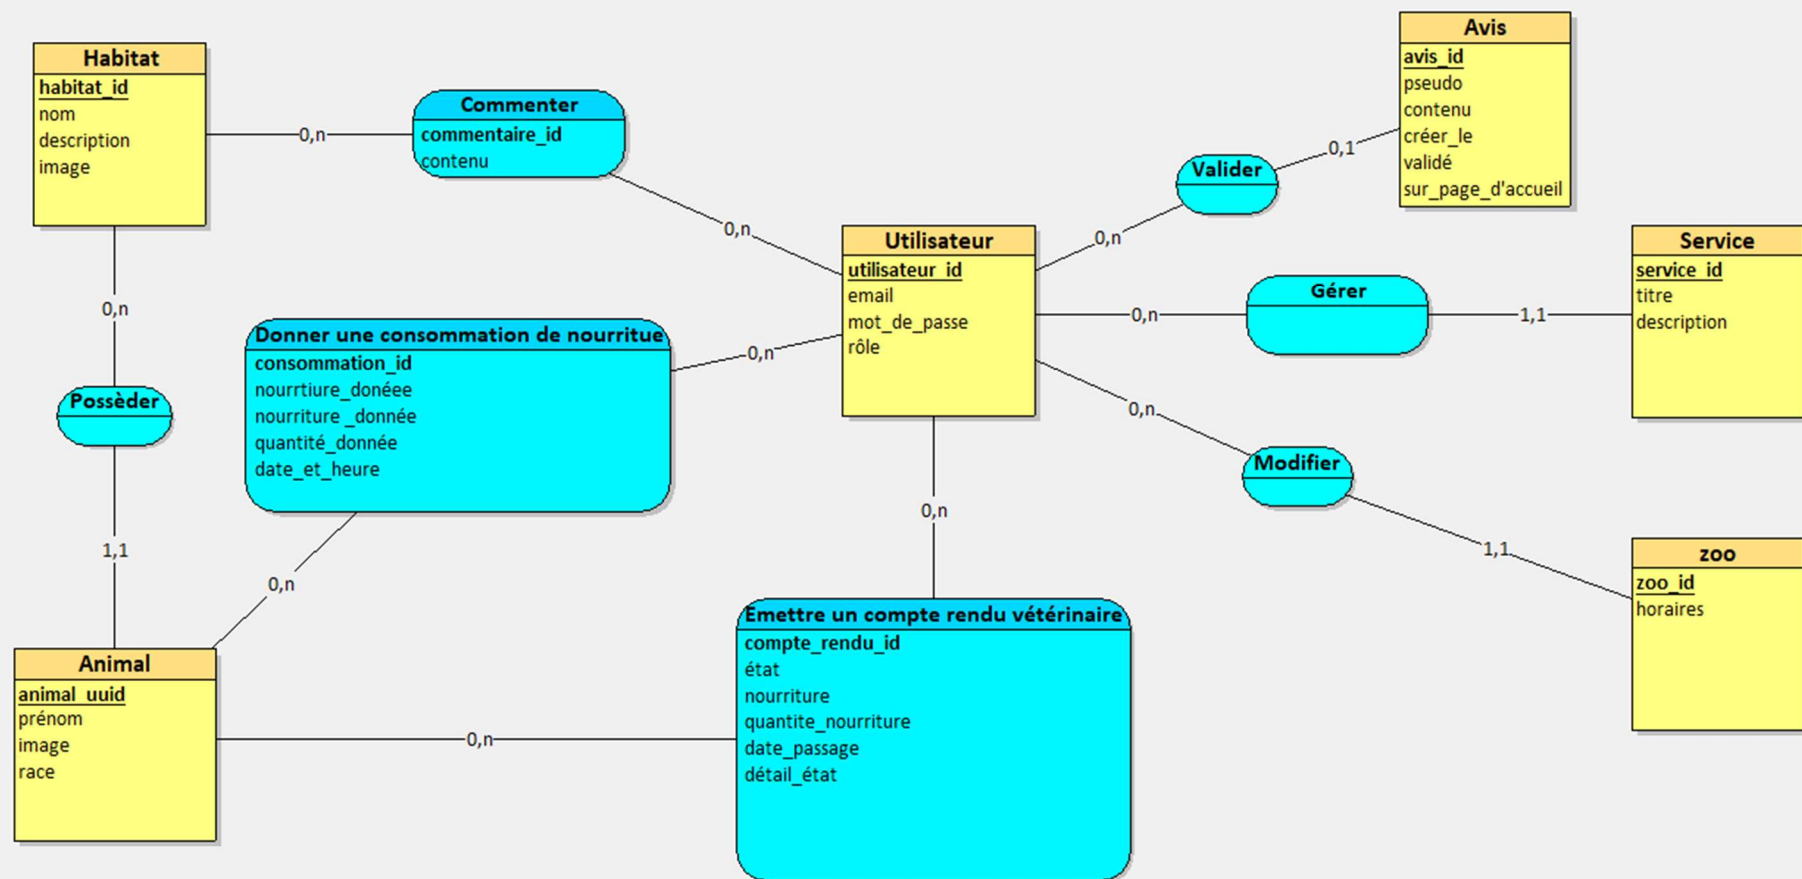 Habitat
habitat_id
nom
description
image
0,n
Commenter
commentaire_id
contenu
0,n
Avis
avis_id
pseudo
contenu
créer_le
validé
sur_page_d'accueil
0,1
Valider
0,n
Utilisateur
utilisateur_id
email
mot_de_passe
rôle
Service
service_id
titre
description
0,n
Gérer
1,1
0,n
Possèder
1,1
Donner une consommation de nourritue
consommation_id
nourrtiure_donéee
nourriture _donnée
quantité_donnée
date_et_heure
0,n
0,n
0,n
Modifier
1,1
zoo
zoo_id
horaires
0,n
Emettre un compte rendu vétérinaire
compte_rendu_id
état
nourriture
quantite_nourriture
date_passage
détail_état
Animal
animal_uuid
prénom
image
race
0,n